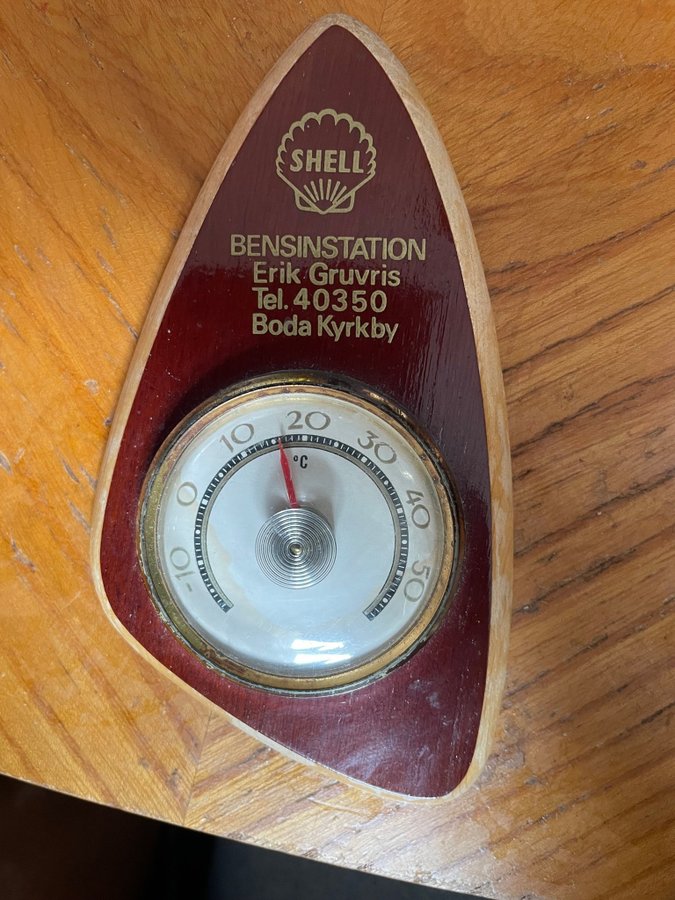 SHELL
BENSINSTATION
Erik Gruvris
Tel. 40350
Boda Kyrkby
-10 0 10 20 30 40 50
°C